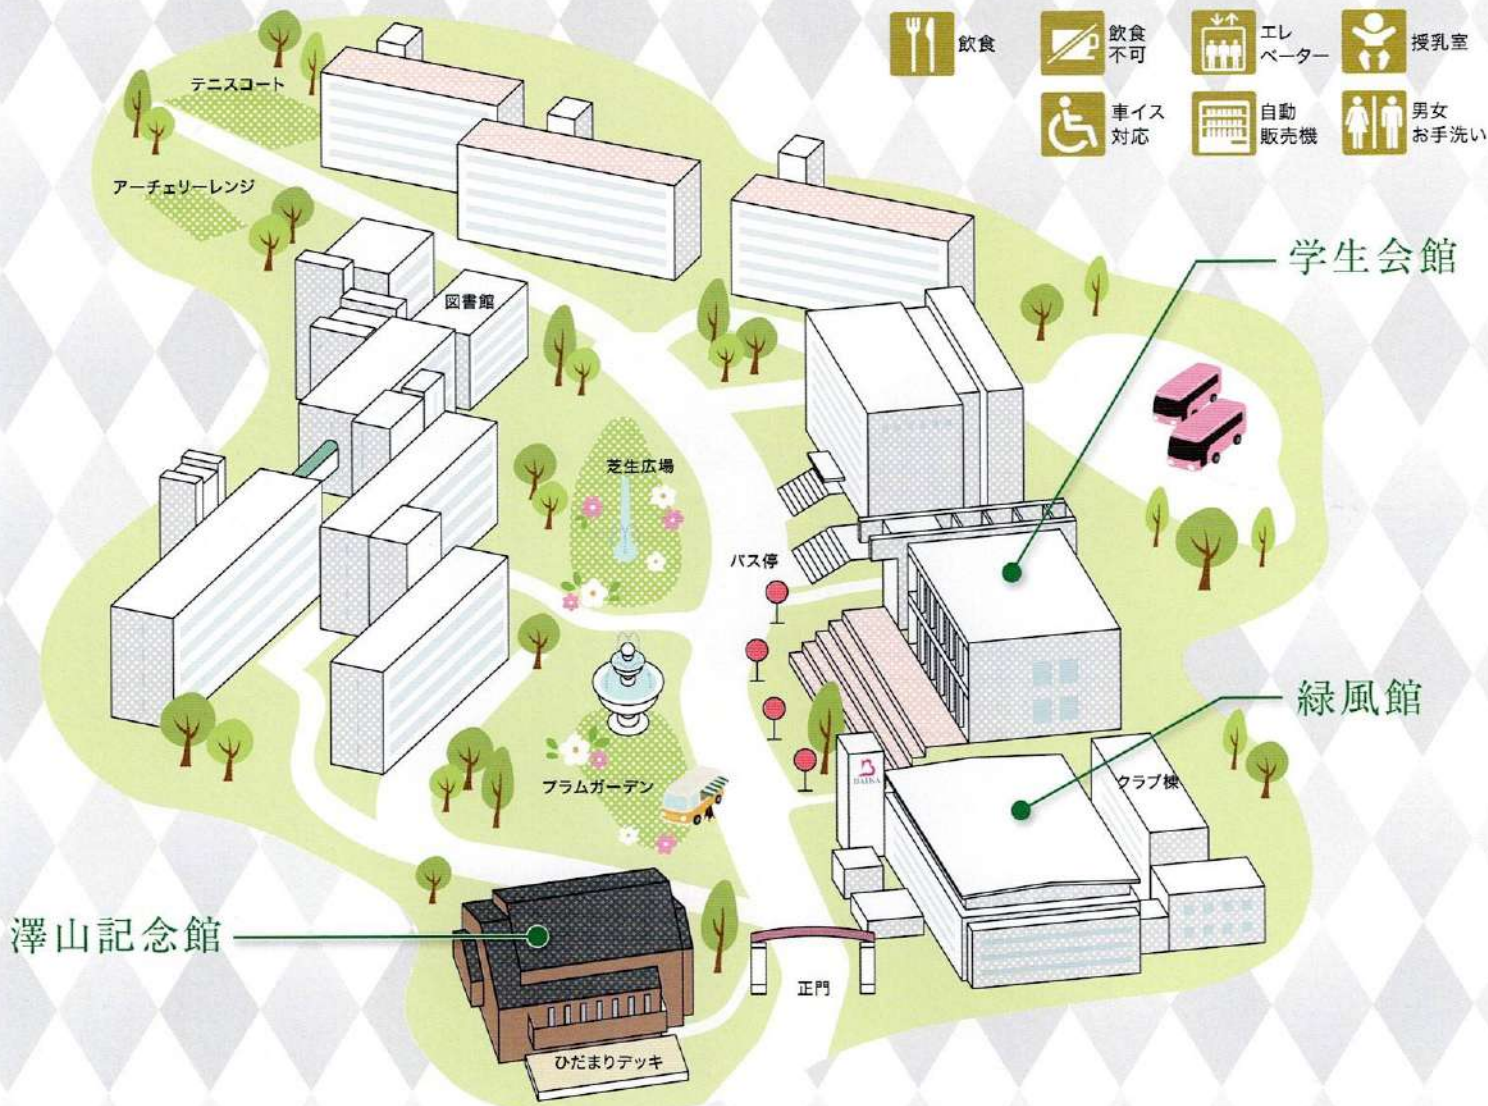 飲食
飲食
不可
エレ
ベーター
授乳室
車イス
対応
自動
販売機
男女
お手洗い
テニスコート
アーチェリーレンジ
学生会館
図書館
芝生広場
バス停
緑風館
BAIKA
クラブ棟
プラムガーデン
澤山記念館
正門
ひだまりデッキ